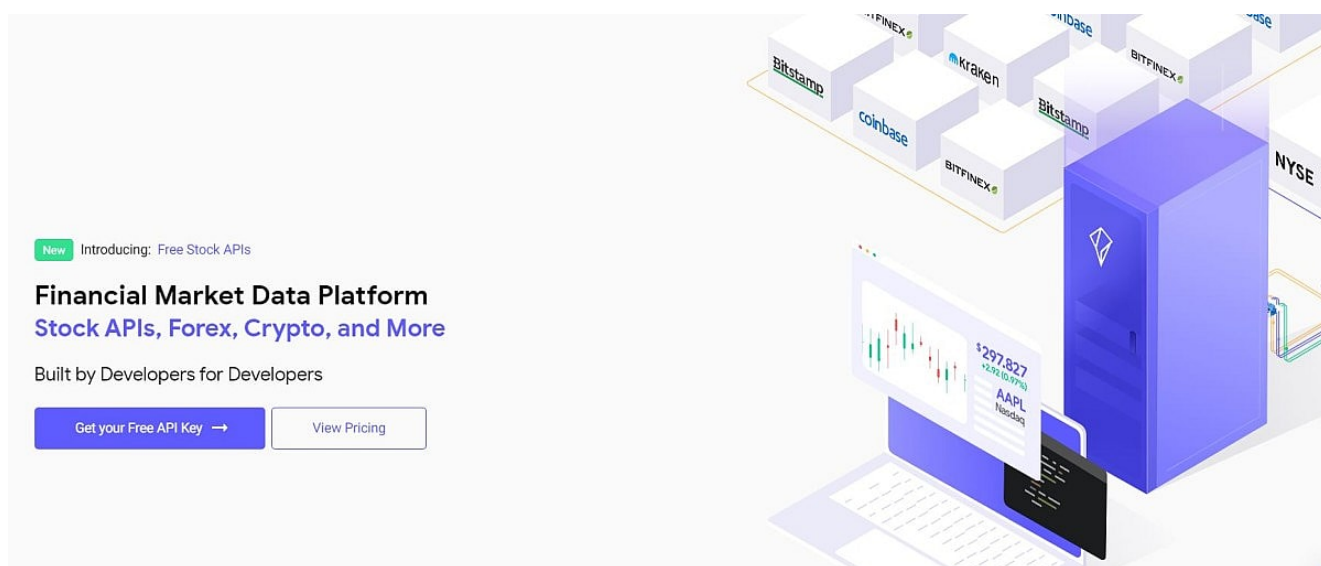 New Introducing: Free Stock APIs
Financial Market Data Platform
Stock APIs, Forex, Crypto, and More
Built by Developers for Developers
Get your Free API Key →
View Pricing
BITFINEX
coinbase
Bitstamp
Kraken
BITFINEX
coinbase
Bitstamp
BITFINEX
NYSE
$297.827
+2.92 (0.97%)
AAPL
Nasdaq